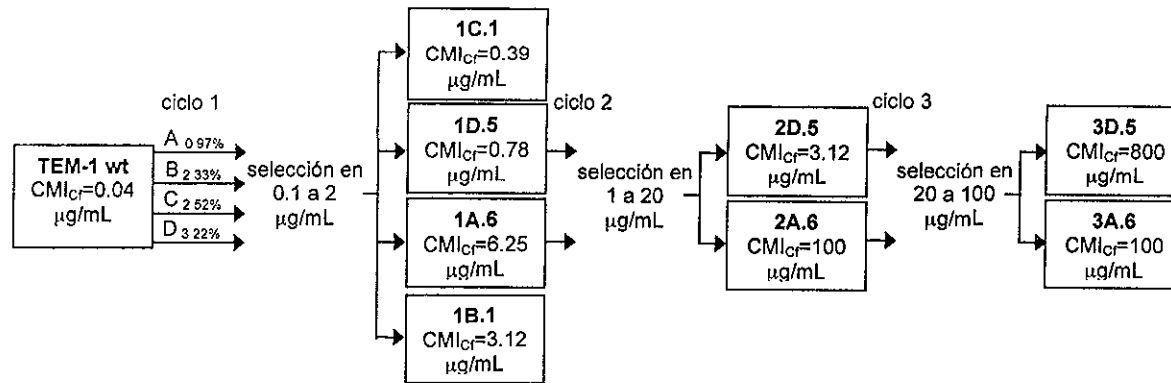 ciclo 1
TEM-1 wt
CMICf=0.04
µg/mL
A 0.97%
B 2.33%
C 2.52%
D 3.22%
selección en
0.1 a 2
µg/mL
1C.1
CMICf=0.39
µg/mL
1D.5
CMICf=0.78
µg/mL
1A.6
CMICf=6.25
µg/mL
1B.1
CMICf=3.12
µg/mL
ciclo 2
selección en
1 a 20
µg/mL
2D.5
CMICf=3.12
µg/mL
2A.6
CMICf=100
µg/mL
ciclo 3
selección en
20 a 100
µg/mL
3D.5
CMICf=800
µg/mL
3A.6
CMICf=100
µg/mL